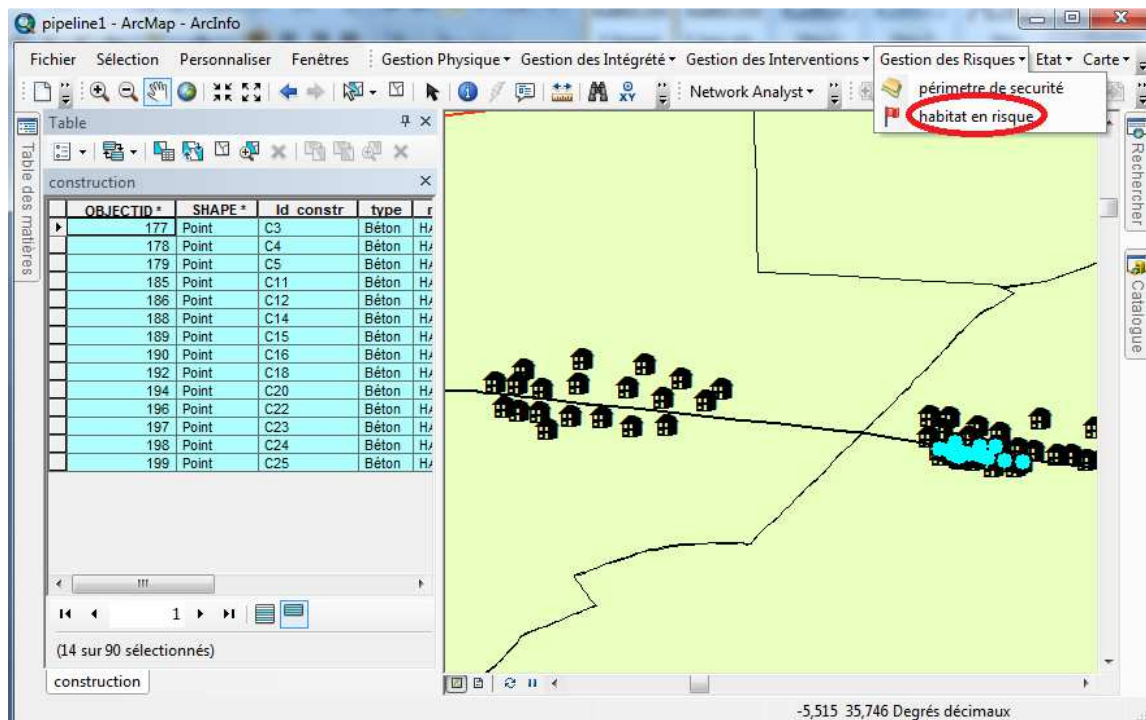 pipeline1 - ArcMap - ArcInfo
Fichier Sélection Personnaliser Fenêtres Gestion Physique Gestion des Intégrété Gestion des Interventions Gestion des Risques Etat Carte
Network Analyst
périmetre de securité
habitat en risque
Table
Table des matières
construction
OBJECTID * SHAPE * Id_constr type
177 Point C3 Béton
178 Point C4 Béton
179 Point C5 Béton
185 Point C11 Béton
186 Point C12 Béton
188 Point C14 Béton
189 Point C15 Béton
190 Point C16 Béton
192 Point C18 Béton
194 Point C20 Béton
196 Point C22 Béton
197 Point C23 Béton
198 Point C24 Béton
199 Point C25 Béton
1
(14 sur 90 sélectionnés)
construction
Rechercher
Catalogue
-5,515 35,746 Degrés décimaux